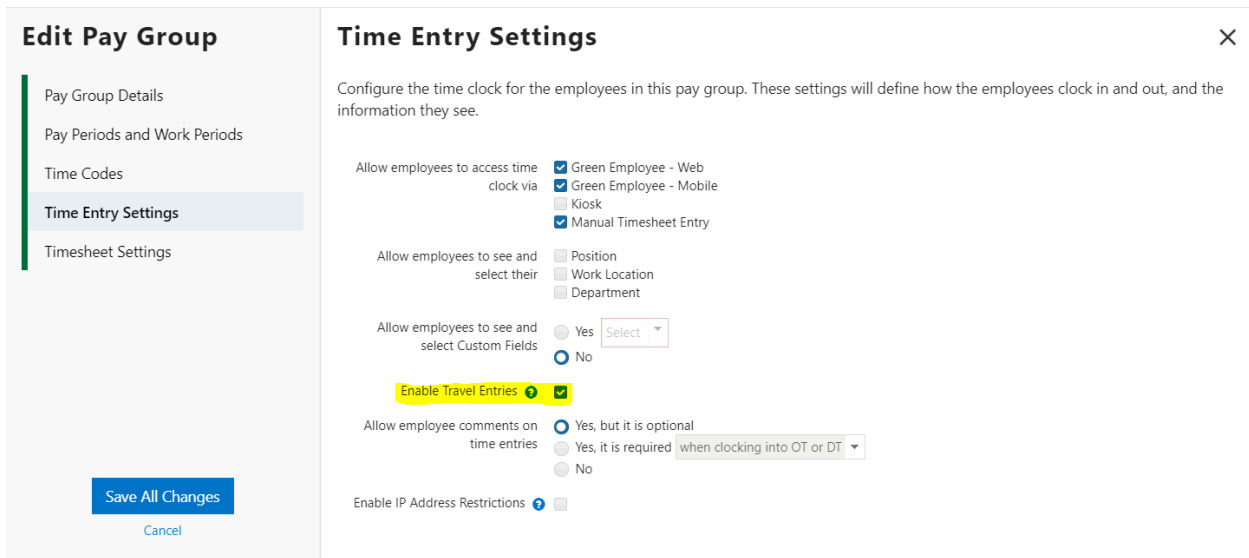 Edit Pay Group
Pay Group Details
Pay Periods and Work Periods
Time Codes
Time Entry Settings
Timesheet Settings
Save All Changes
Cancel
Time Entry Settings
Configure the time clock for the employees in this pay group. These settings will define how the employees clock in and out, and the
information they see.
Allow employees to access time
clock via
Green Employee - Web
Green Employee - Mobile
Kiosk
Manual Timesheet Entry
Allow employees to see and
select their
Position
Work Location
Department
Allow employees to see and
select Custom Fields
Yes Select
No
Enable Travel Entries ?
Allow employee comments on
time entries
Yes, but it is optional
Yes, it is required when clocking into OT or DT
No
Enable IP Address Restrictions ?